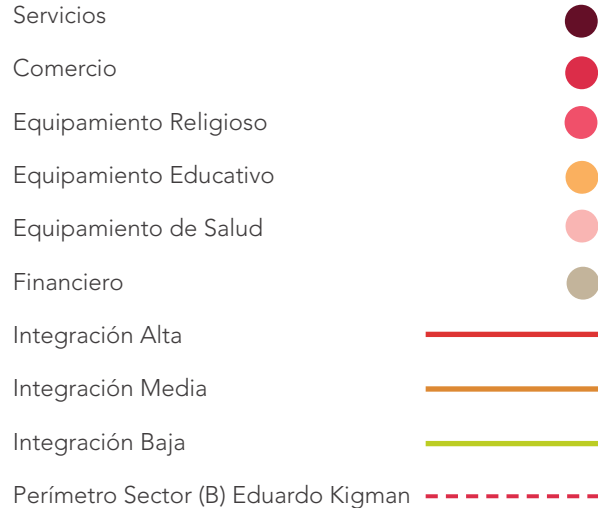 Servicios
Comercio
Equipamiento Religioso
Equipamiento Educativo
Equipamiento de Salud
Financiero
Integración Alta
Integración Media
Integración Baja
Perímetro Sector (B) Eduardo Kigman